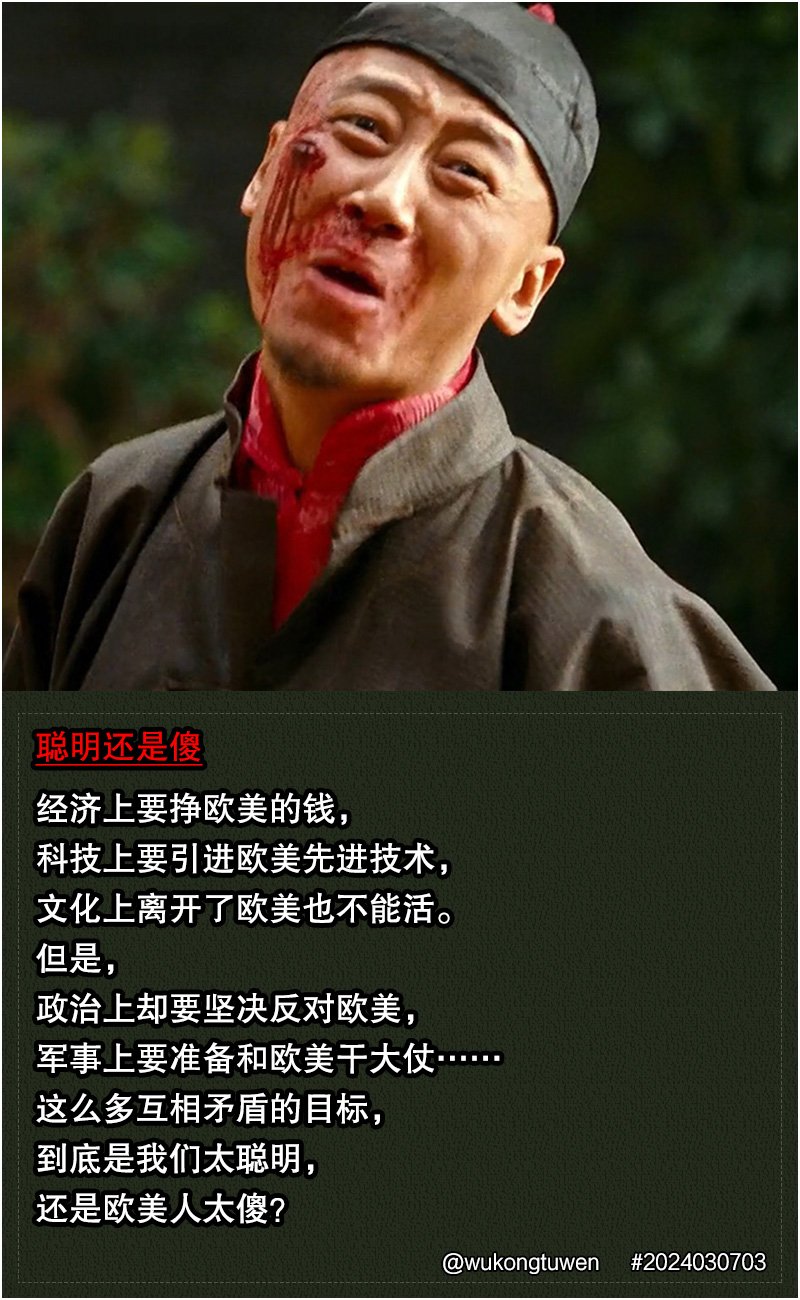 聪明还是傻
经济上要挣欧美的钱，
科技上要引进欧美先进技术，
文化上离开了欧美也不能活。
但是，
政治上却要坚决反对欧美，
军事上要准备和欧美干大仗……
这么多互相矛盾的目标，
到底是我们太聪明，
还是欧美人太傻？
@wukongtuwen #2024030703